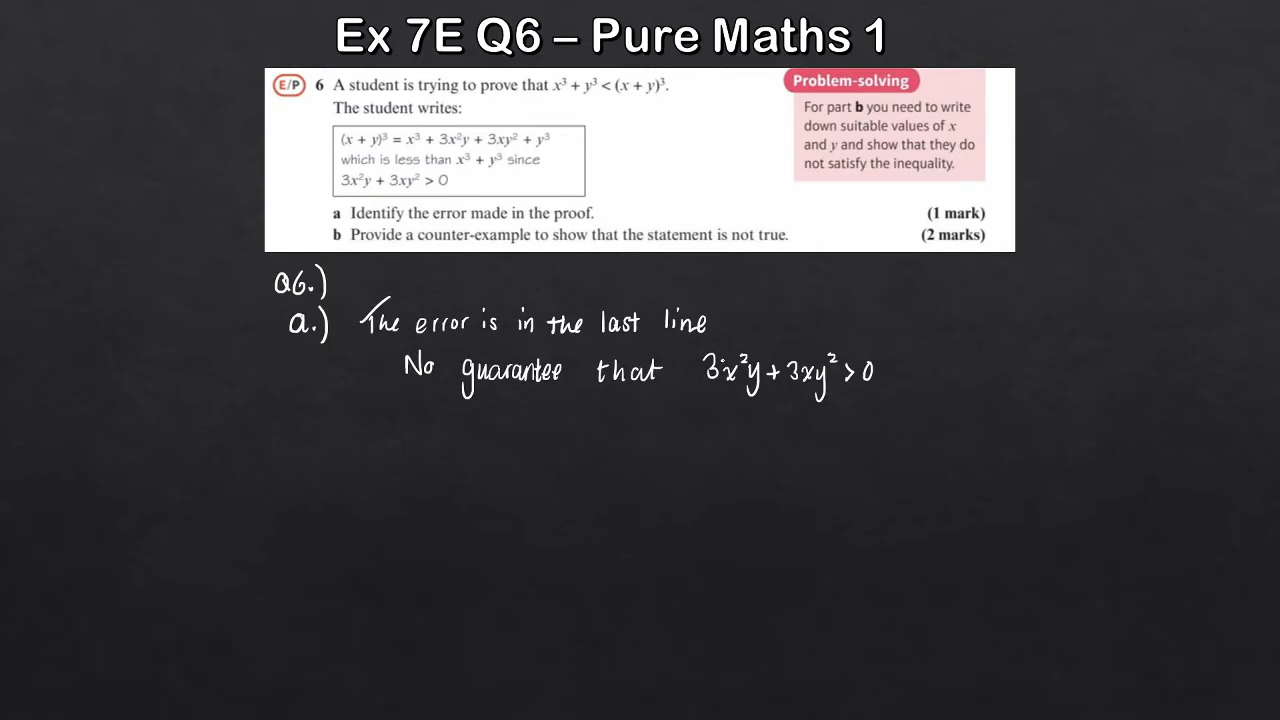 Ex 7E Q6 – Pure Maths 1
E/P 6 A student is trying to prove that x³ + y³ < (x + y)³.
The student writes:
(x + y)³ = x³ + 3x²y + 3xy² + y³
which is less than x³ + y³ since
3x²y + 3xy² > 0
a Identify the error made in the proof. (1 mark)
b Provide a counter-example to show that the statement is not true. (2 marks)
Problem-solving
For part b you need to write
down suitable values of x
and y and show that they do
not satisfy the inequality.
Q6.)
a.) The error is in the last line
No guarantee that 3x²y + 3xy² > 0